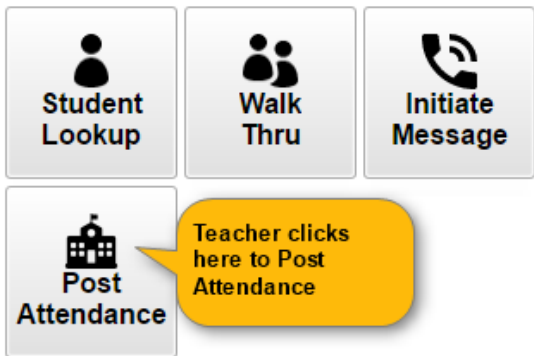 Student
Lookup
Walk
Thru
Initiate
Message
Post
Attendance
Teacher clicks
here to Post
Attendance